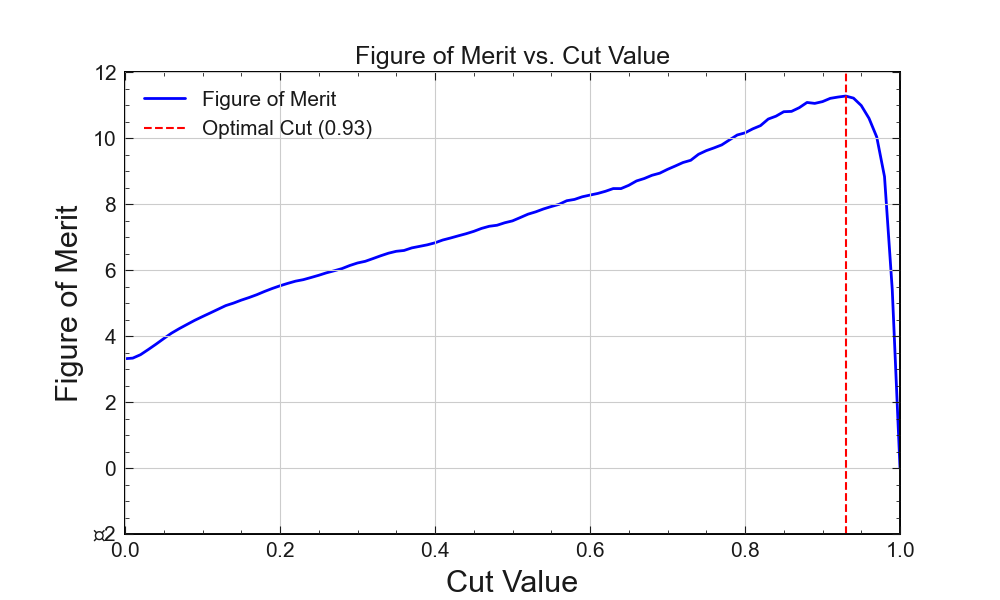 Figure of Merit vs. Cut Value
Figure of Merit
Optimal Cut (0.93)
12
10
8
6
4
2
0
¤2
0.0 0.2 0.4 0.6 0.8 1.0
Cut Value
Figure of Merit